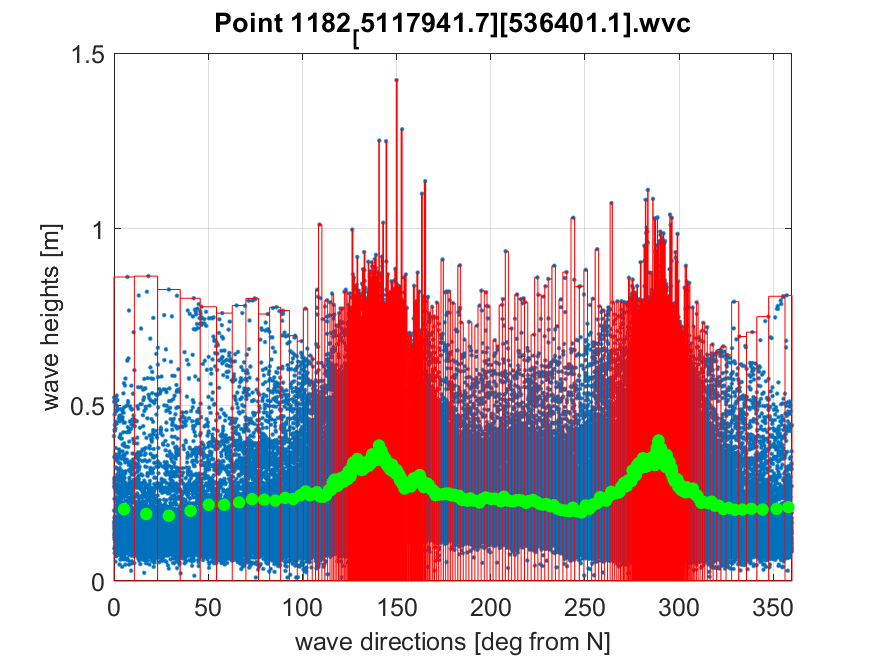 Point 1182[5117941.7][536401.1].wvc
1.5
1
0.5
0
wave heights [m]
0 50 100 150 200 250 300 350
wave directions [deg from N]